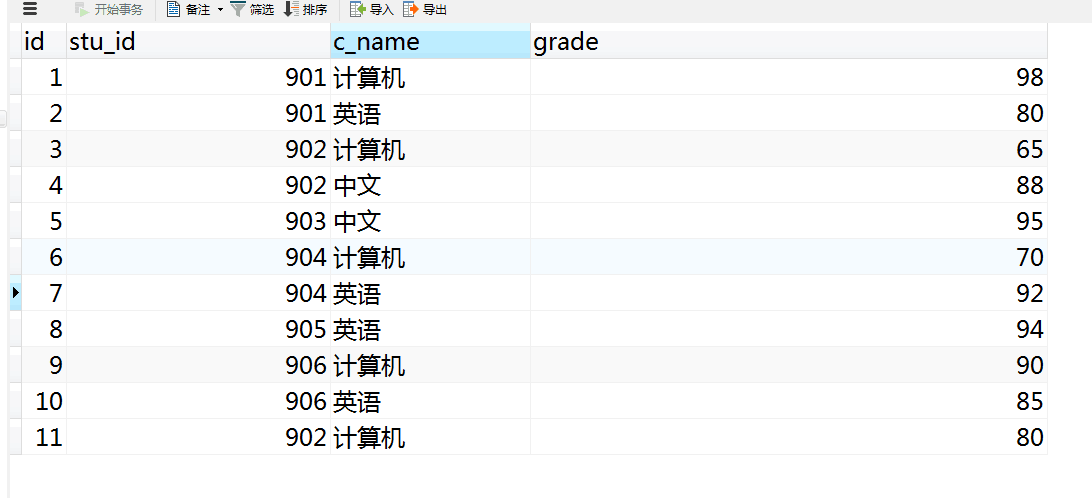 开始事务 备注 筛选 排序 导入 导出
id stu_id c_name grade
1 901 计算机 98
2 901 英语 80
3 902 计算机 65
4 902 中文 88
5 903 中文 95
6 904 计算机 70
7 904 英语 92
8 905 英语 94
9 906 计算机 90
10 906 英语 85
11 902 计算机 80